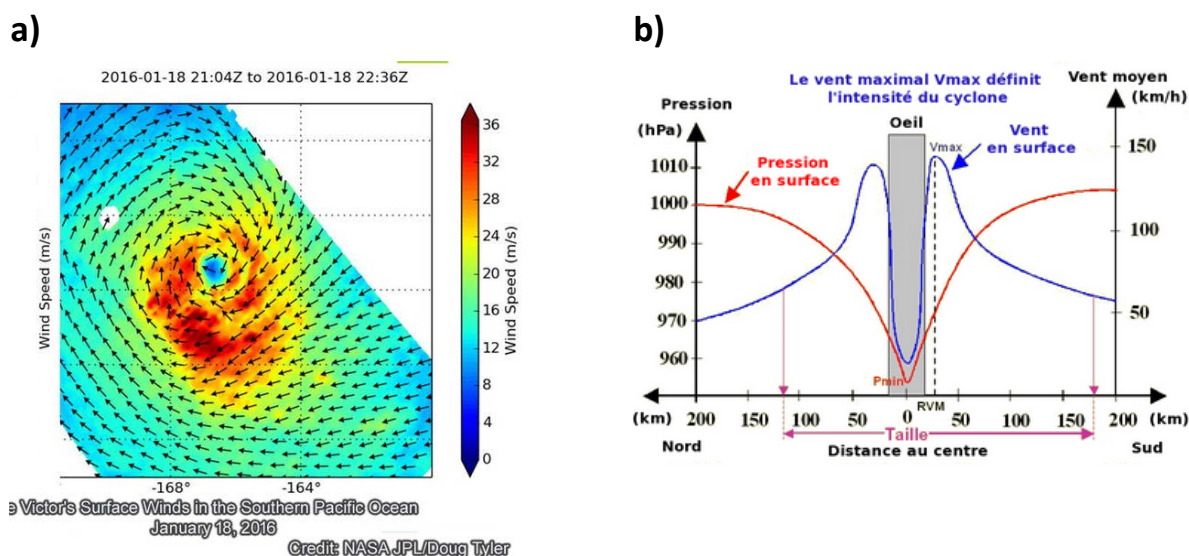 a)
2016-01-18 21:04Z to 2016-01-18 22:36Z
Wind Speed (m/s)
36
32
28
24
20
16
12
8
4
0
Wind Speed (m/s)
-168° -164°
e Victor's Surface Winds in the Southern Pacific Ocean
January 18, 2016
Credit: NASA JPL/Doug Tyler
b)
Le vent maximal Vmax définit
l'intensité du cyclone
Pression
(hPa)
Vent moyen
(km/h)
Oeil
Vmax
Vent
en surface
Pression
en surface
1010
1000
990
980
970
960
150
100
50
Pmin
RVM
(km) 200 150 100 50 0 50 100 150 200 (km)
Taille
Nord Distance au centre Sud